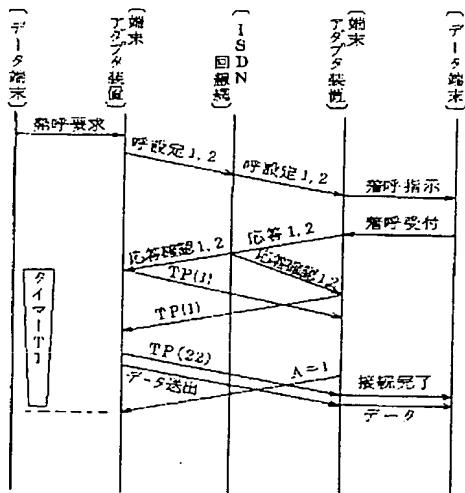 〔データ端末〕
〔端末アダプタ装置〕
〔ISDN回線網〕
〔端末アダプタ装置〕
〔データ端末〕
発呼要求
呼設定1,2
呼設定1,2
着呼指示
着呼受付
応答1,2
応答確認1,2
応答確認1,2
TP(1)
TP(1)
タイマーT1
TP(22)
A=1
データ送出
接続完了
データ